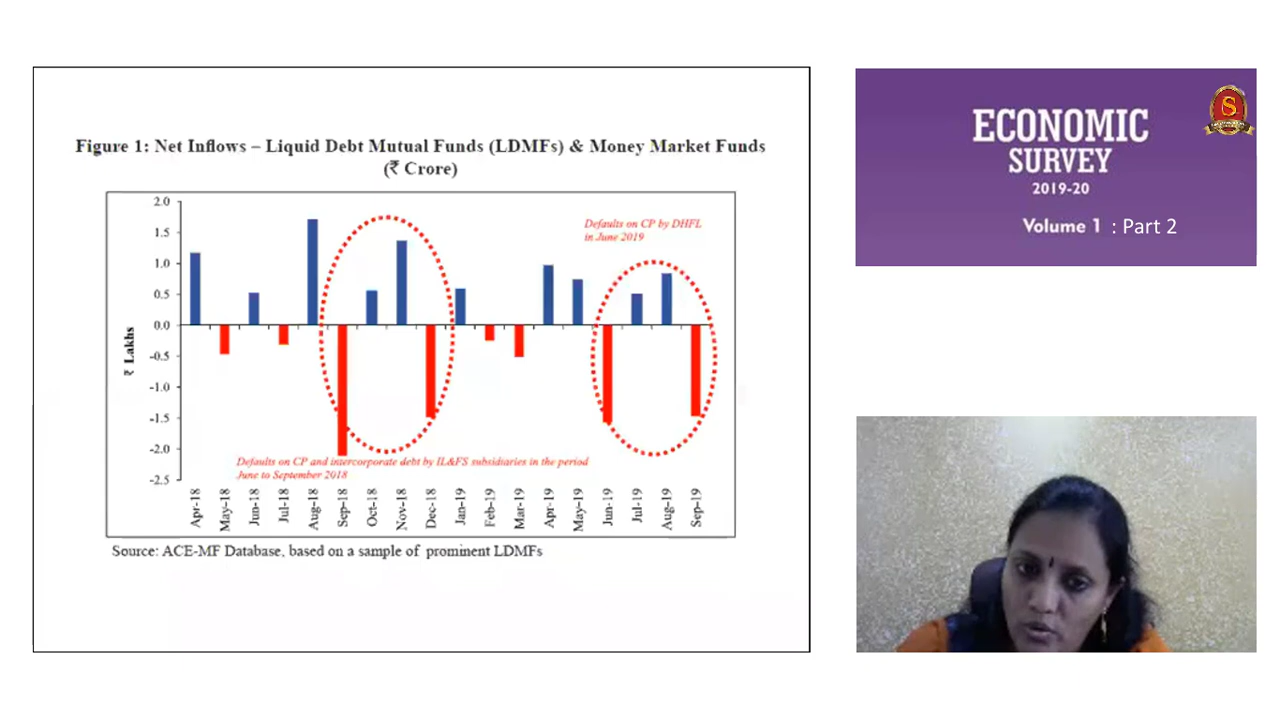 Figure 1: Net Inflows – Liquid Debt Mutual Funds (LDMFs) & Money Market Funds
(₹ Crore)
2.0
1.5
1.0
0.5
0.0
-0.5
-1.0
-1.5
-2.0
-2.5
₹ Lakhs
Defaults on CP by DHFL
in June 2019
Defaults on CP and intercorporate debt by IL&FS subsidiaries in the period
June to September 2018
Apr-18
May-18
Jun-18
Jul-18
Aug-18
Sep-18
Oct-18
Nov-18
Dec-18
Jan-19
Feb-19
Mar-19
Apr-19
May-19
Jun-19
Jul-19
Aug-19
Sep-19
Source: ACE-MF Database, based on a sample of prominent LDMFs
ECONOMIC
SURVEY
2019-20
Volume 1 : Part 2
S